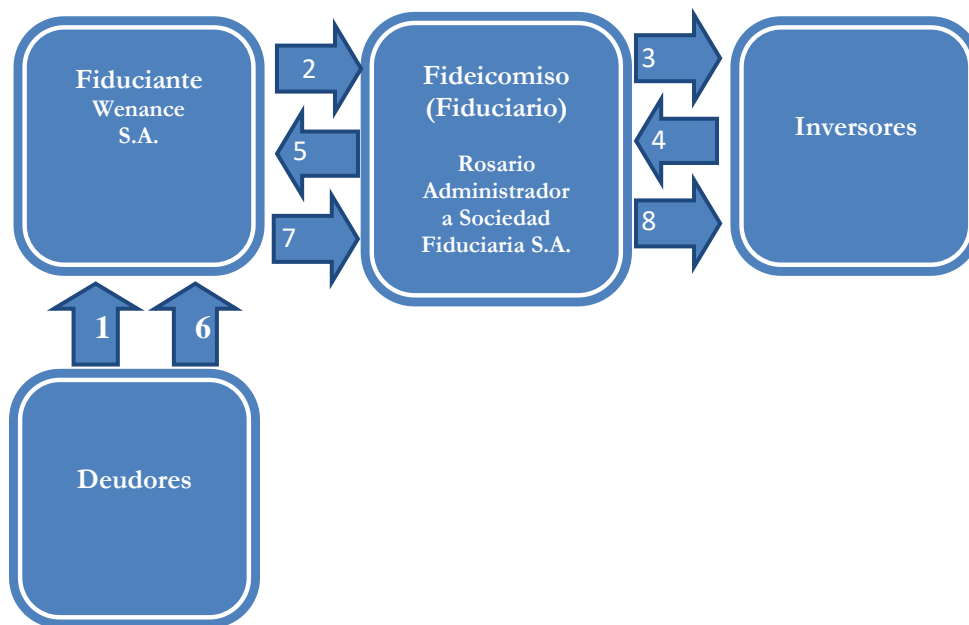 Fiduciante
Wenance
S.A.
2
5
7
Fideicomiso
(Fiduciario)
Rosario
Administrador
a Sociedad
Fiduciaria S.A.
3
4
8
Inversores
1
6
Deudores